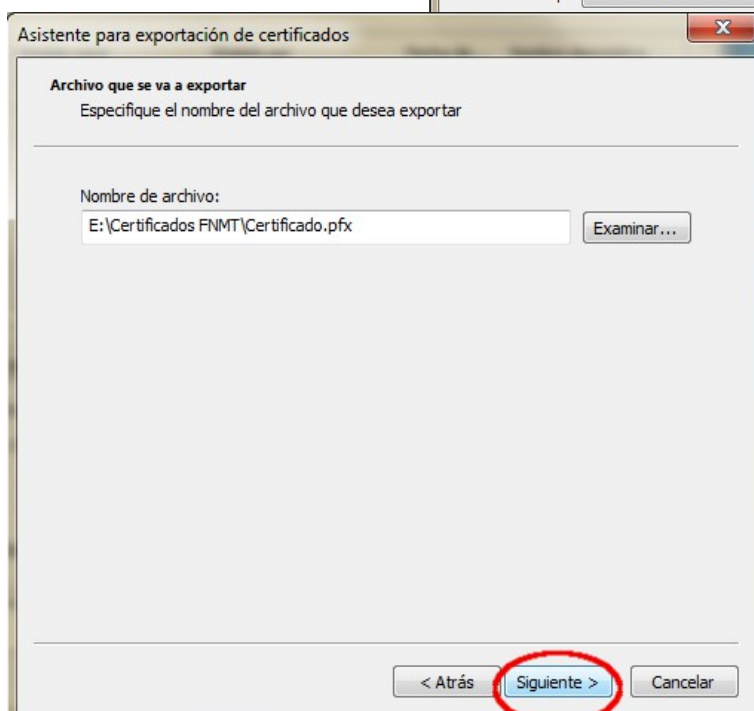 Asistente para exportación de certificados
Archivo que se va a exportar
Especifique el nombre del archivo que desea exportar
Nombre de archivo:
E:\Certificados FNMT\Certificado.pfx
Examinar...
< Atrás
Siguiente >
Cancelar